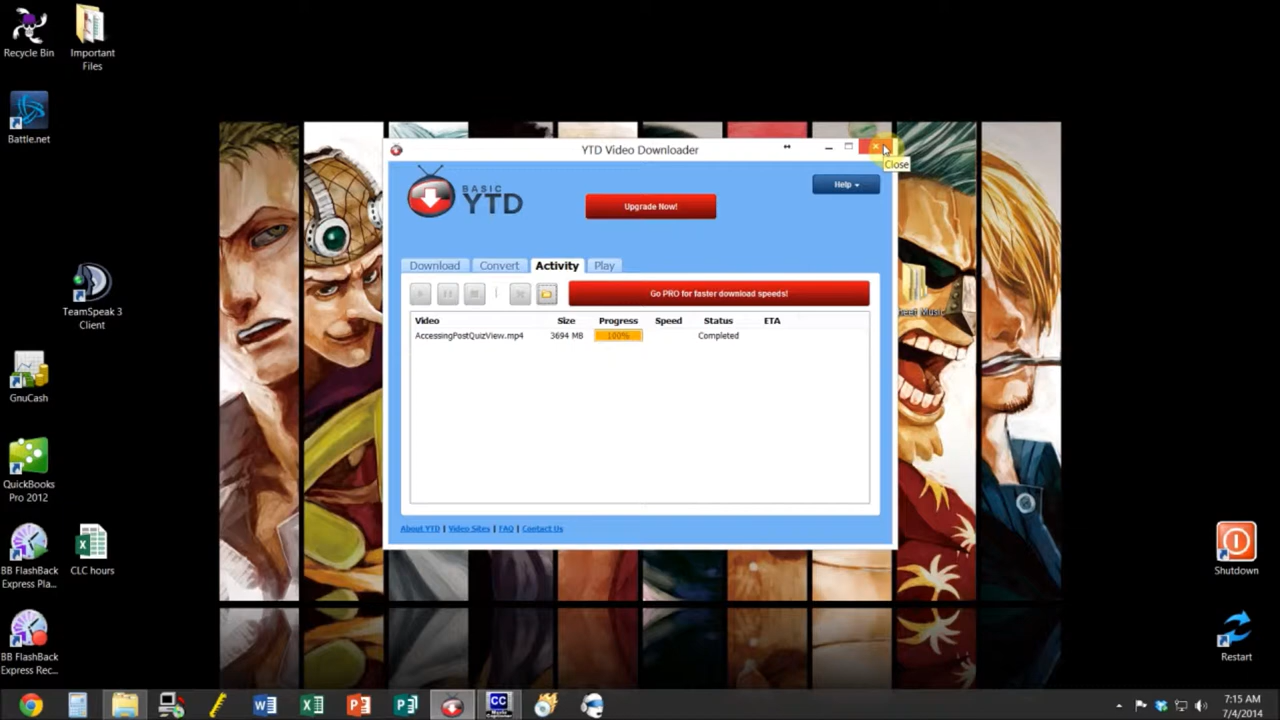 Recycle Bin
Important
Files
Battle.net
TeamSpeak 3
Client
GnuCash
QuickBooks
Pro 2012
BB FlashBack
Express Pla...
CLC hours
BB FlashBack
Express Rec...
YTD Video Downloader
Close
BASIC
YTD
Upgrade Now!
Help
Download Convert Activity Play
Go PRO for faster download speeds!
Video Size Progress Speed Status ETA
AccessingPostQuizView.mp4 3694 MB 100% Completed
About YTD | Video Sites | FAQ | Contact Us
Music
Shutdown
Restart
CC
7:15 AM
7/4/2014